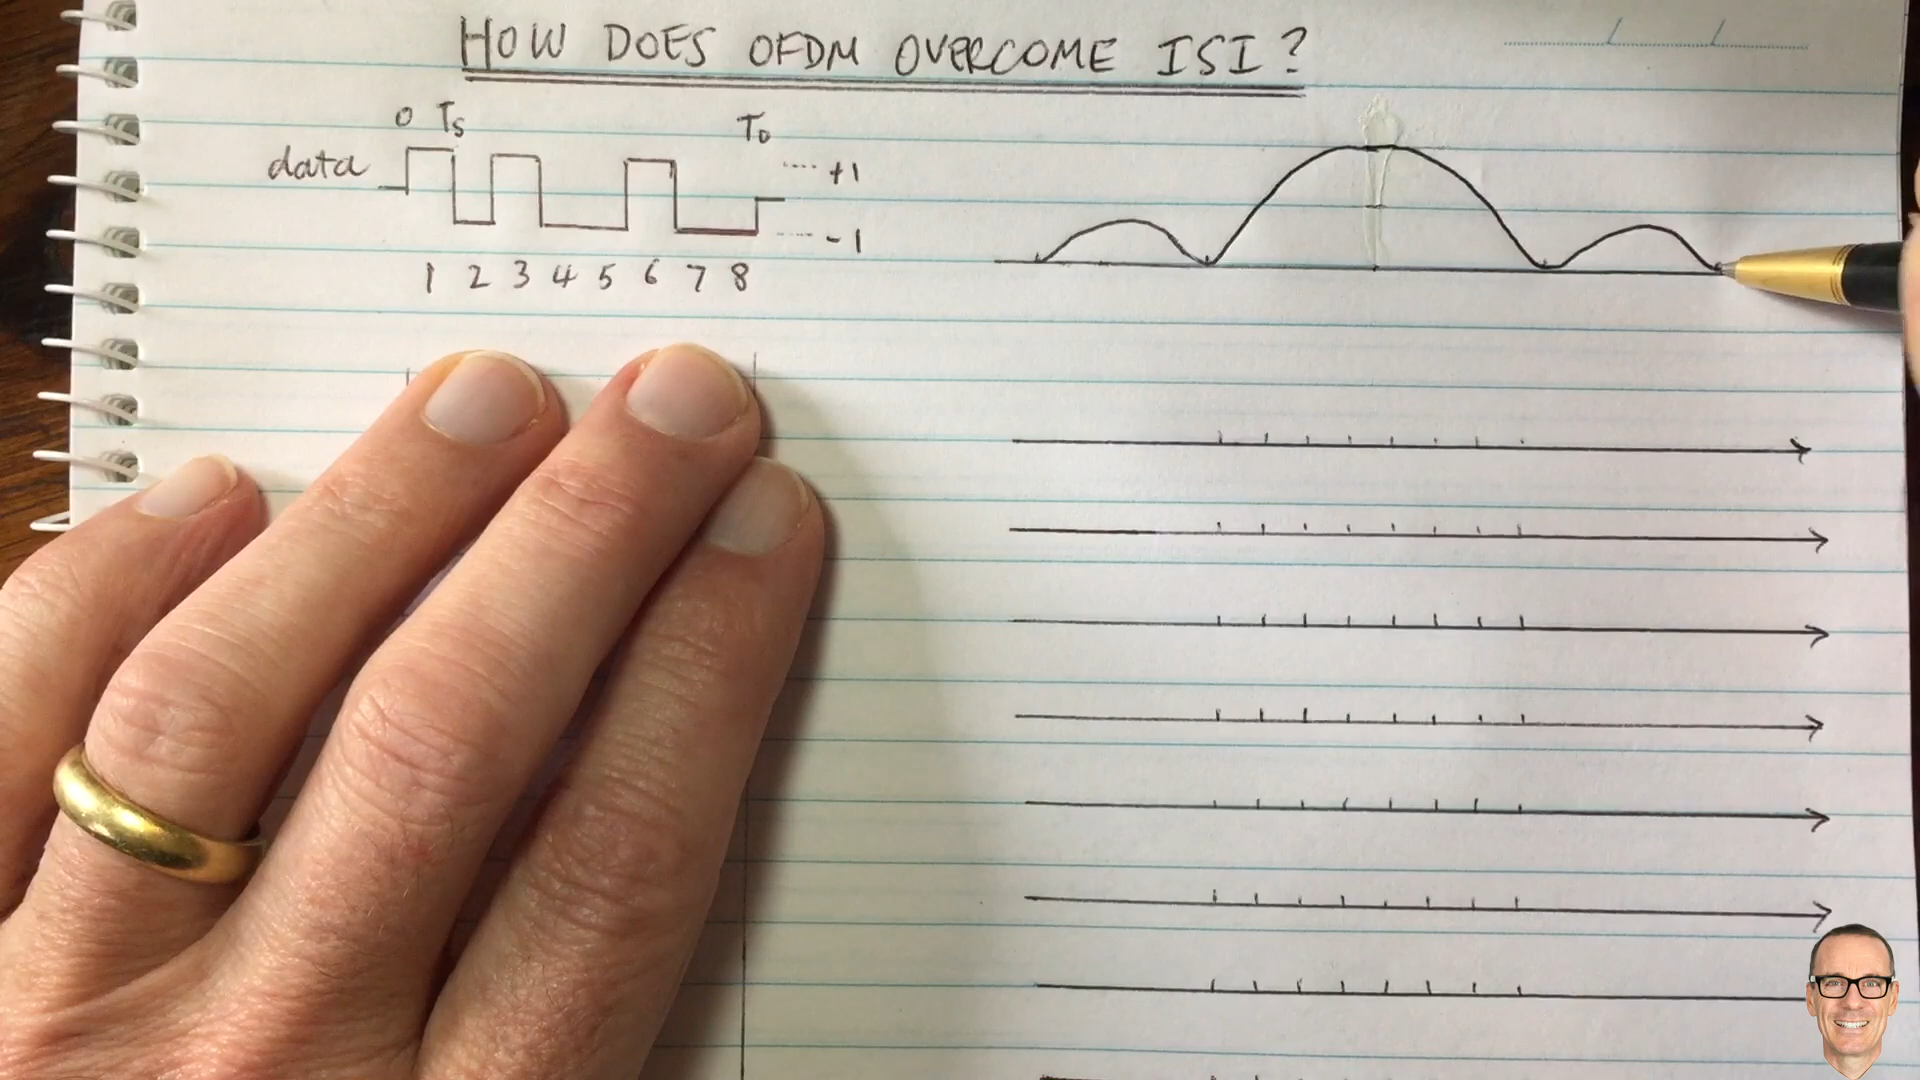 HOW DOES OFDM OVERCOME ISI?
0 Ts To
data +1
-1
1 2 3 4 5 6 7 8